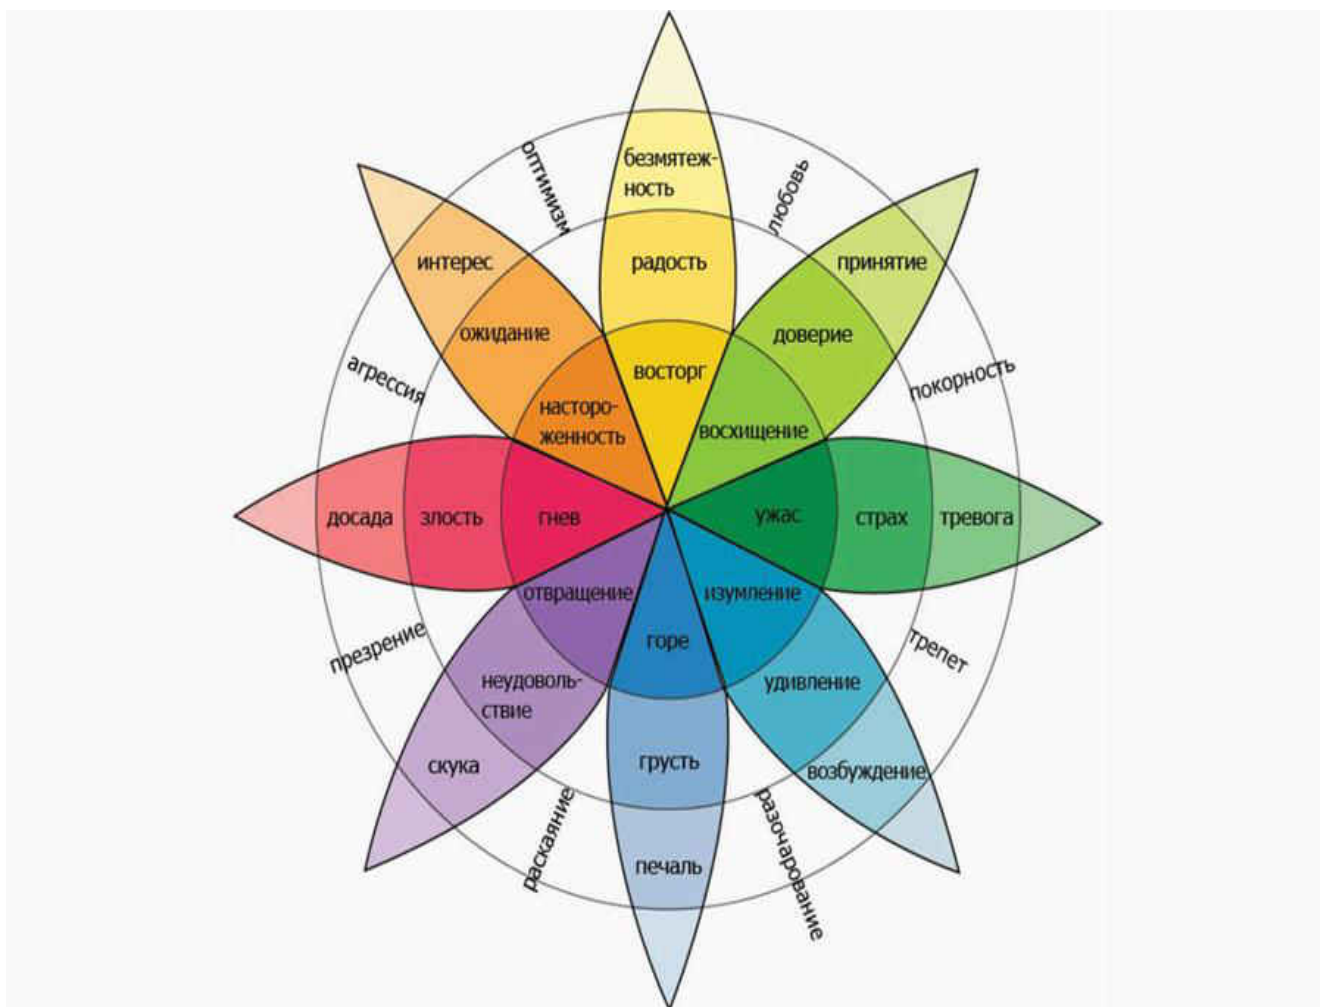 оптимизм
безмятеж-
ность
любовь
интерес
радость
принятие
ожидание
доверие
агрессия
восторг
покорность
насторо-
женность
восхищение
досада
злость
гнев
ужас
страх
тревога
отвращение
изумление
презрение
горе
трепет
неудоволь-
ствие
удивление
скука
грусть
возбуждение
раскаяние
разочарование
печаль